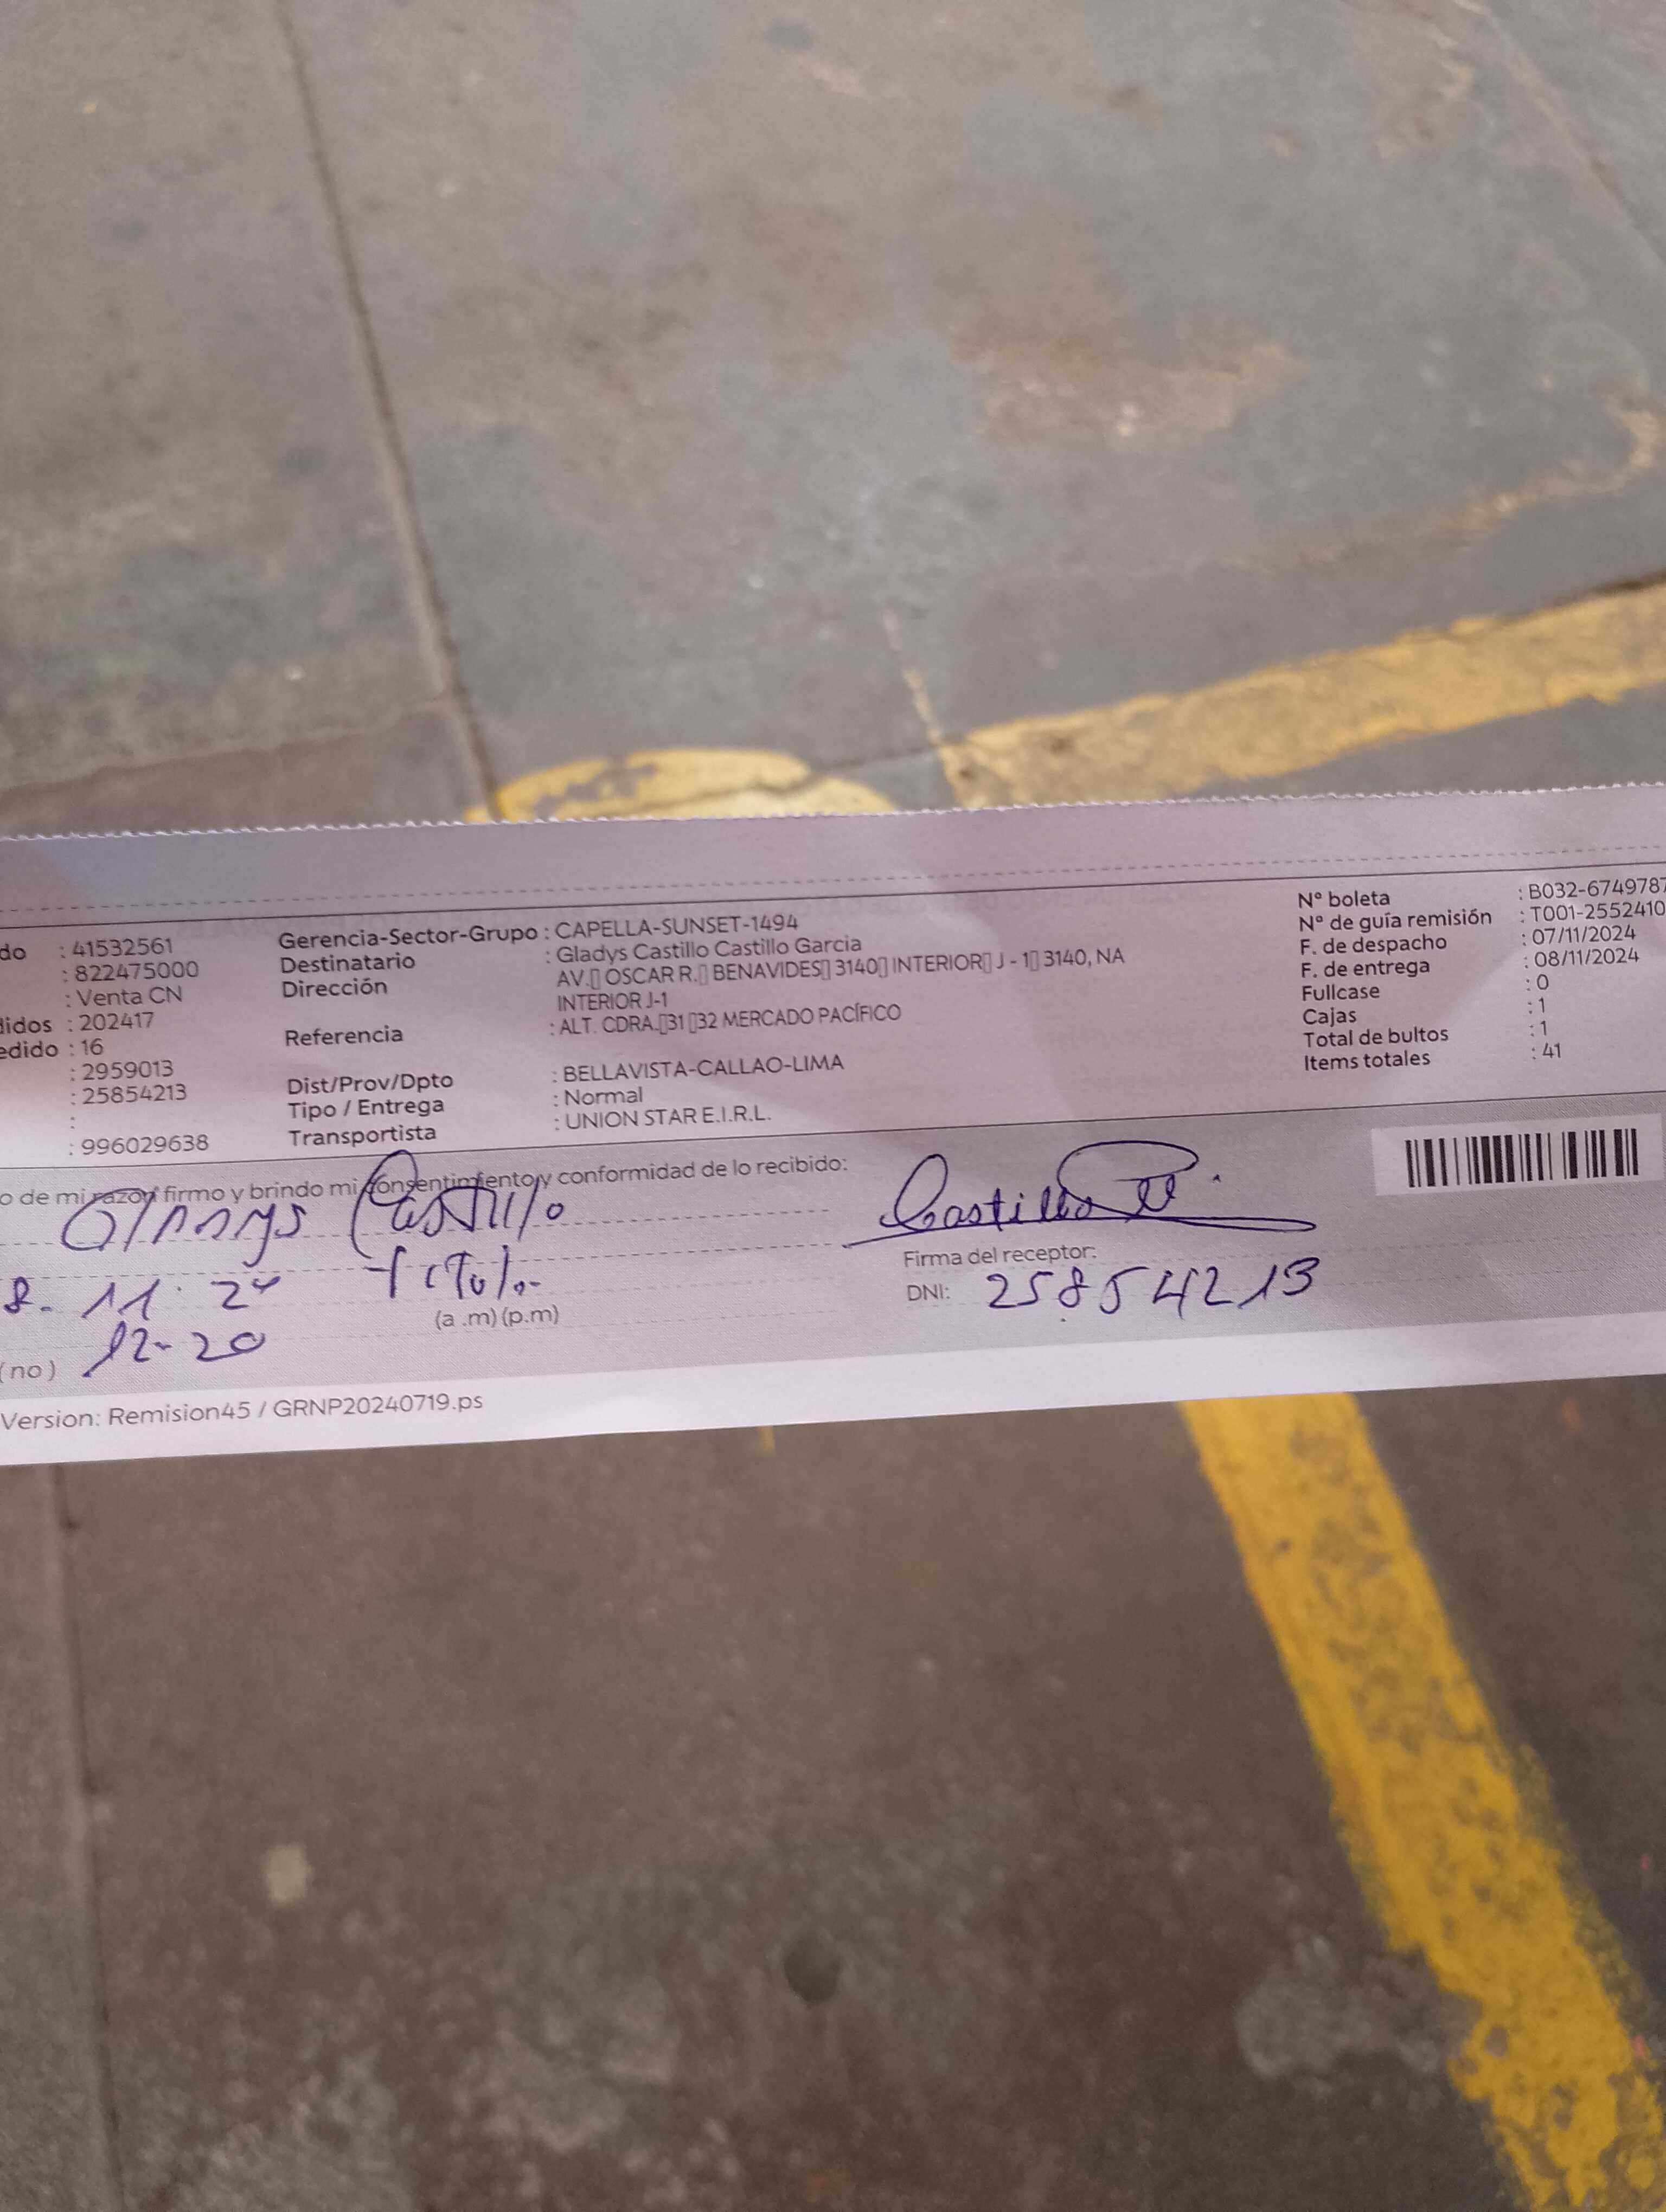 do : 41532561
: 822475000
: Venta CN
didos : 202417
edido : 16
: 2959013
: 25854213
:
: 996029638
Gerencia-Sector-Grupo : CAPELLA-SUNSET-1494
Destinatario : Gladys Castillo Castillo Garcia
Dirección AV.▯ OSCAR R.▯ BENAVIDES▯ 3140▯ INTERIOR▯ J - 1▯ 3140, NA
INTERIOR J-1
Referencia : ALT. CDRA.▯31 ▯32 MERCADO PACÍFICO
Dist/Prov/Dpto : BELLAVISTA-CALLAO-LIMA
Tipo / Entrega : Normal
Transportista : UNION STAR E.I.R.L.
Nº boleta : B032-6749787
Nº de guía remisión : T001-2552410
F. de despacho : 07/11/2024
F. de entrega : 08/11/2024
Fullcase : 0
Cajas : 1
Total de bultos : 1
Items totales : 41
o de mi razón firmo y brindo mi consentimiento y conformidad de lo recibido:
Castillo
Castillo
Firma del receptor:
8- 11 24
(a .m) (p.m)
DNI: 25854213
(no) 12-20
Version: Remision45 / GRNP20240719.ps